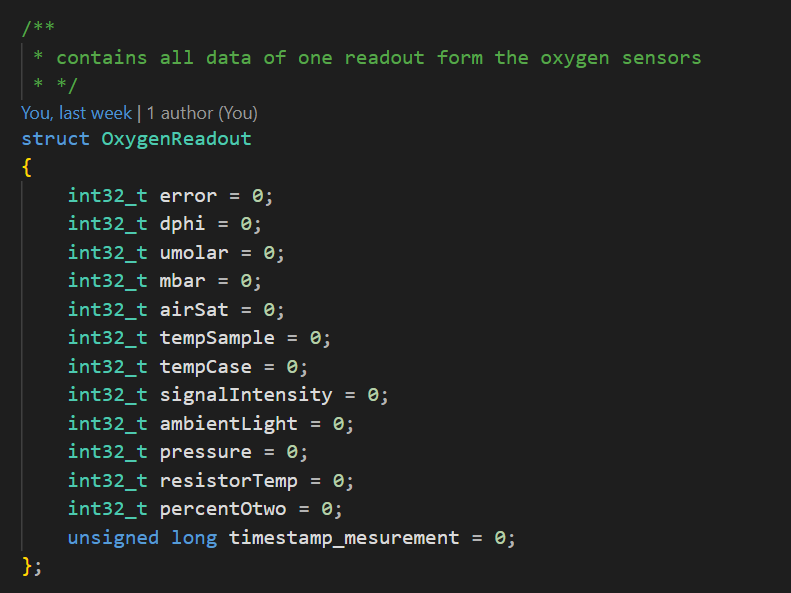 /**
 * contains all data of one readout form the oxygen sensors
 * */
You, last week | 1 author (You)
struct OxygenReadout
{
    int32_t error = 0;
    int32_t dphi = 0;
    int32_t umolar = 0;
    int32_t mbar = 0;
    int32_t airSat = 0;
    int32_t tempSample = 0;
    int32_t tempCase = 0;
    int32_t signalIntensity = 0;
    int32_t ambientLight = 0;
    int32_t pressure = 0;
    int32_t resistorTemp = 0;
    int32_t percentOtwo = 0;
    unsigned long timestamp_mesurement = 0;
};